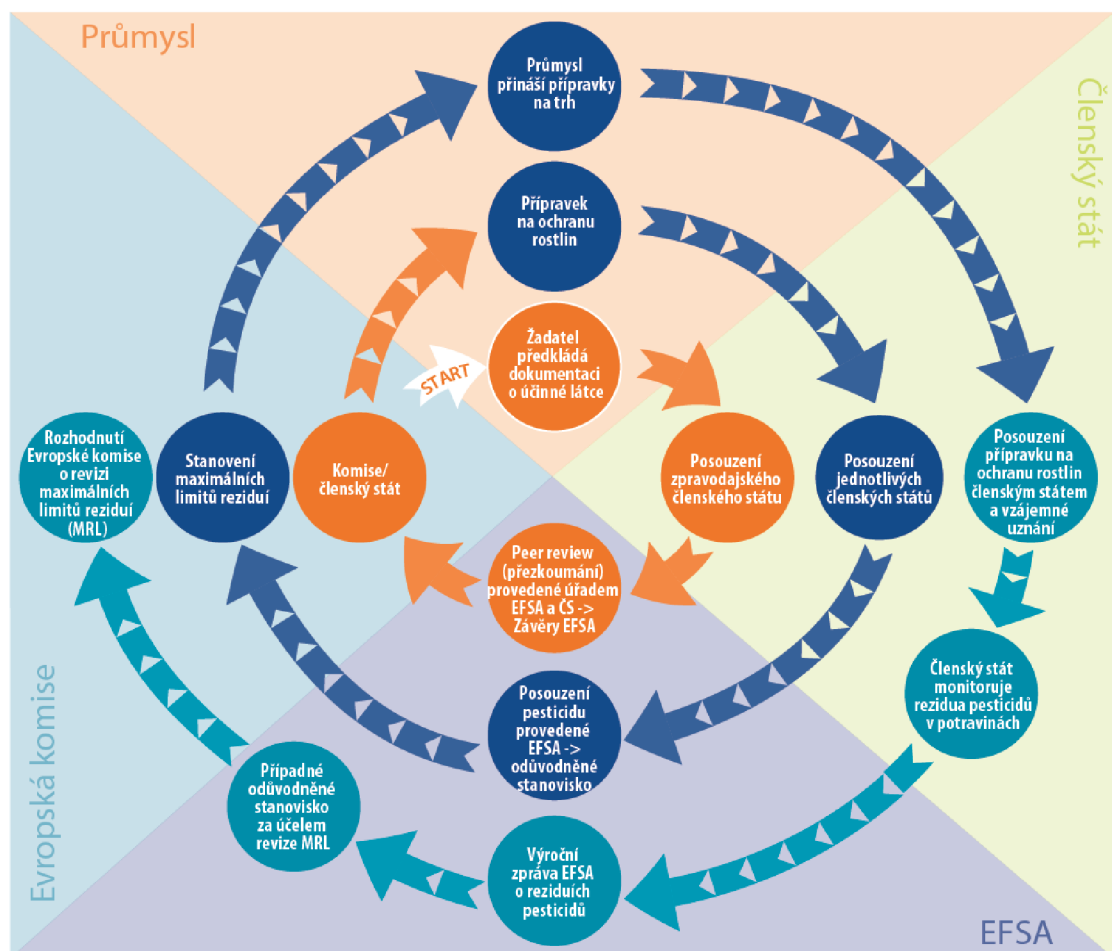 Průmysl
Členský stát
Průmysl
přináší přípravky
na trh
Přípravek
na ochranu
rostlin
START
Žadatel
předkládá
dokumentaci
o účinné látce
Rozhodnutí
Evropské komise
o revizi
maximálních
limitů reziduí
(MRL)
Stanovení
maximálních
limitů reziduí
Komise/
členský stát
Posouzení
zpravodajského
členského státu
Posouzení
jednotlivých
členských států
Posouzení
přípravku na
ochranu rostlin
členským státem
a vzájemné
uznání
Peer review
(přezkoumání)
provedené úřadem
EFSA a ČS ->
Závěry EFSA
Členský stát
monitoruje
rezidua pesticidů
v potravinách
Posouzení
pesticidu
provedené
EFSA ->
odůvodněné
stanovisko
Případné
odůvodněné
stanovisko
za účelem
revize MRL
Výroční
zpráva EFSA
o reziduích
pesticidů
Evropská komise
EFSA